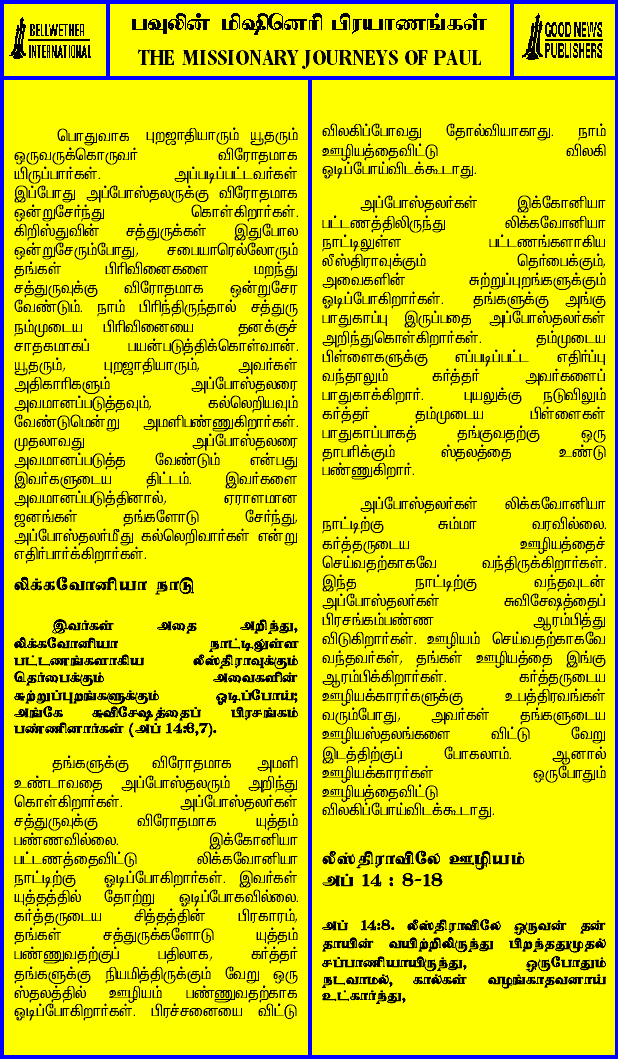 BELLWETHER
INTERNATIONAL
பவுலின் மிஷினெரி பிரயாணங்கள்
THE MISSIONARY JOURNEYS OF PAUL
GOOD NEWS
PUBLISHERS
பொதுவாக புறஜாதியாரும் யூதரும்
ஒருவருக்கொருவர் விரோதமாக
யிருப்பார்கள். அப்படிப்பட்டவர்கள்
இப்போது அப்போஸ்தலருக்கு விரோதமாக
ஒன்றுசேர்ந்து கொள்கிறார்கள்.
கிறிஸ்துவின் சத்துருக்கள் இதுபோல
ஒன்றுசேரும்போது, சபையாரெல்லோரும்
தங்கள் பிரிவினைகளை மறந்து
சத்துருவுக்கு விரோதமாக ஒன்றுசேர
வேண்டும். நாம் பிரிந்திருந்தால் சத்துரு
நம்முடைய பிரிவினையை தனக்குச்
சாதகமாகப் பயன்படுத்திக்கொள்வான்.
யூதரும், புறஜாதியாரும், அவர்கள்
அதிகாரிகளும் அப்போஸ்தலரை
அவமானப்படுத்தவும், கல்லெறியவும்
வேண்டுமென்று அமளிபண்ணுகிறார்கள்.
முதலாவது அப்போஸ்தலரை
அவமானப்படுத்த வேண்டும் என்பது
இவர்களுடைய திட்டம். இவர்களை
அவமானப்படுத்தினால், ஏராளமான
ஜனங்கள் தங்களோடு சேர்ந்து,
அப்போஸ்தலர்மீது கல்லெறிவார்கள் என்று
எதிர்பார்க்கிறார்கள்.
லிக்கவோனியா நாடு
இவர்கள் அதை அறிந்து,
லிக்கவோனியா நாட்டிலுள்ள
பட்டணங்களாகிய லீஸ்திராவுக்கும்
தெர்பைக்கும் அவைகளின்
சுற்றுப்புறங்களுக்கும் ஓடிப்போய்;
அங்கே சுவிசேஷத்தைப் பிரசங்கம்
பண்ணினார்கள் (அப் 14:6,7).
தங்களுக்கு விரோதமாக அமளி
உண்டாவதை அப்போஸ்தலரும் அறிந்து
கொள்கிறார்கள். அப்போஸ்தலர்கள்
சத்துருவுக்கு விரோதமாக யுத்தம்
பண்ணவில்லை. இக்கோனியா
பட்டணத்தைவிட்டு லிக்கவோனியா
நாட்டிற்கு ஓடிப்போகிறார்கள். இவர்கள்
யுத்தத்தில் தோற்று ஓடிப்போகவில்லை.
கர்த்தருடைய சித்தத்தின் பிரகாரம்,
தங்கள் சத்துருக்களோடு யுத்தம்
பண்ணுவதற்குப் பதிலாக, கர்த்தர்
தங்களுக்கு நியமித்திருக்கும் வேறு ஒரு
ஸ்தலத்தில் ஊழியம் பண்ணுவதற்காக
ஓடிப்போகிறார்கள். பிரச்சனையை விட்டு
விலகிப்போவது தோல்வியாகாது. நாம்
ஊழியத்தைவிட்டு விலகி
ஓடிப்போய்விடக்கூடாது.
அப்போஸ்தலர்கள் இக்கோனியா
பட்டணத்திலிருந்து லிக்கவோனியா
நாட்டிலுள்ள பட்டணங்களாகிய
லீஸ்திராவுக்கும் தெர்பைக்கும்,
அவைகளின் சுற்றுப்புறங்களுக்கும்
ஓடிப்போகிறார்கள். தங்களுக்கு அங்கு
பாதுகாப்பு இருப்பதை அப்போஸ்தலர்கள்
அறிந்துகொள்கிறார்கள். தம்முடைய
பிள்ளைகளுக்கு எப்படிப்பட்ட எதிர்ப்பு
வந்தாலும் கர்த்தர் அவர்களைப்
பாதுகாக்கிறார். புயலுக்கு நடுவிலும்
கர்த்தர் தம்முடைய பிள்ளைகள்
பாதுகாப்பாகத் தங்குவதற்கு ஒரு
தாபரிக்கும் ஸ்தலத்தை உண்டு
பண்ணுகிறார்.
அப்போஸ்தலர்கள் லிக்கவோனியா
நாட்டிற்கு சும்மா வரவில்லை.
கர்த்தருடைய ஊழியத்தைச்
செய்வதற்காகவே வந்திருக்கிறார்கள்.
இந்த நாட்டிற்கு வந்தவுடன்
அப்போஸ்தலர்கள் சுவிசேஷத்தைப்
பிரசங்கம்பண்ண ஆரம்பித்து
விடுகிறார்கள். ஊழியம் செய்வதற்காகவே
வந்தவர்கள், தங்கள் ஊழியத்தை இங்கு
ஆரம்பிக்கிறார்கள். கர்த்தருடைய
ஊழியக்காரர்களுக்கு உபத்திரவங்கள்
வரும்போது, அவர்கள் தங்களுடைய
ஊழியஸ்தலங்களை விட்டு வேறு
இடத்திற்குப் போகலாம். ஆனால்
ஊழியக்காரர்கள் ஒருபோதும்
ஊழியத்தைவிட்டு
விலகிப்போய்விடக்கூடாது.
லீஸ்திராவிலே ஊழியம்
அப் 14 : 8-18
அப் 14:8. லீஸ்திராவிலே ஒருவன் தன்
தாயின் வயிற்றிலிருந்து பிறந்ததுமுதல்
சப்பாணியாயிருந்து, ஒருபோதும்
நடவாமல், கால்கள் வழங்காதவனாய்
உட்கார்ந்து,